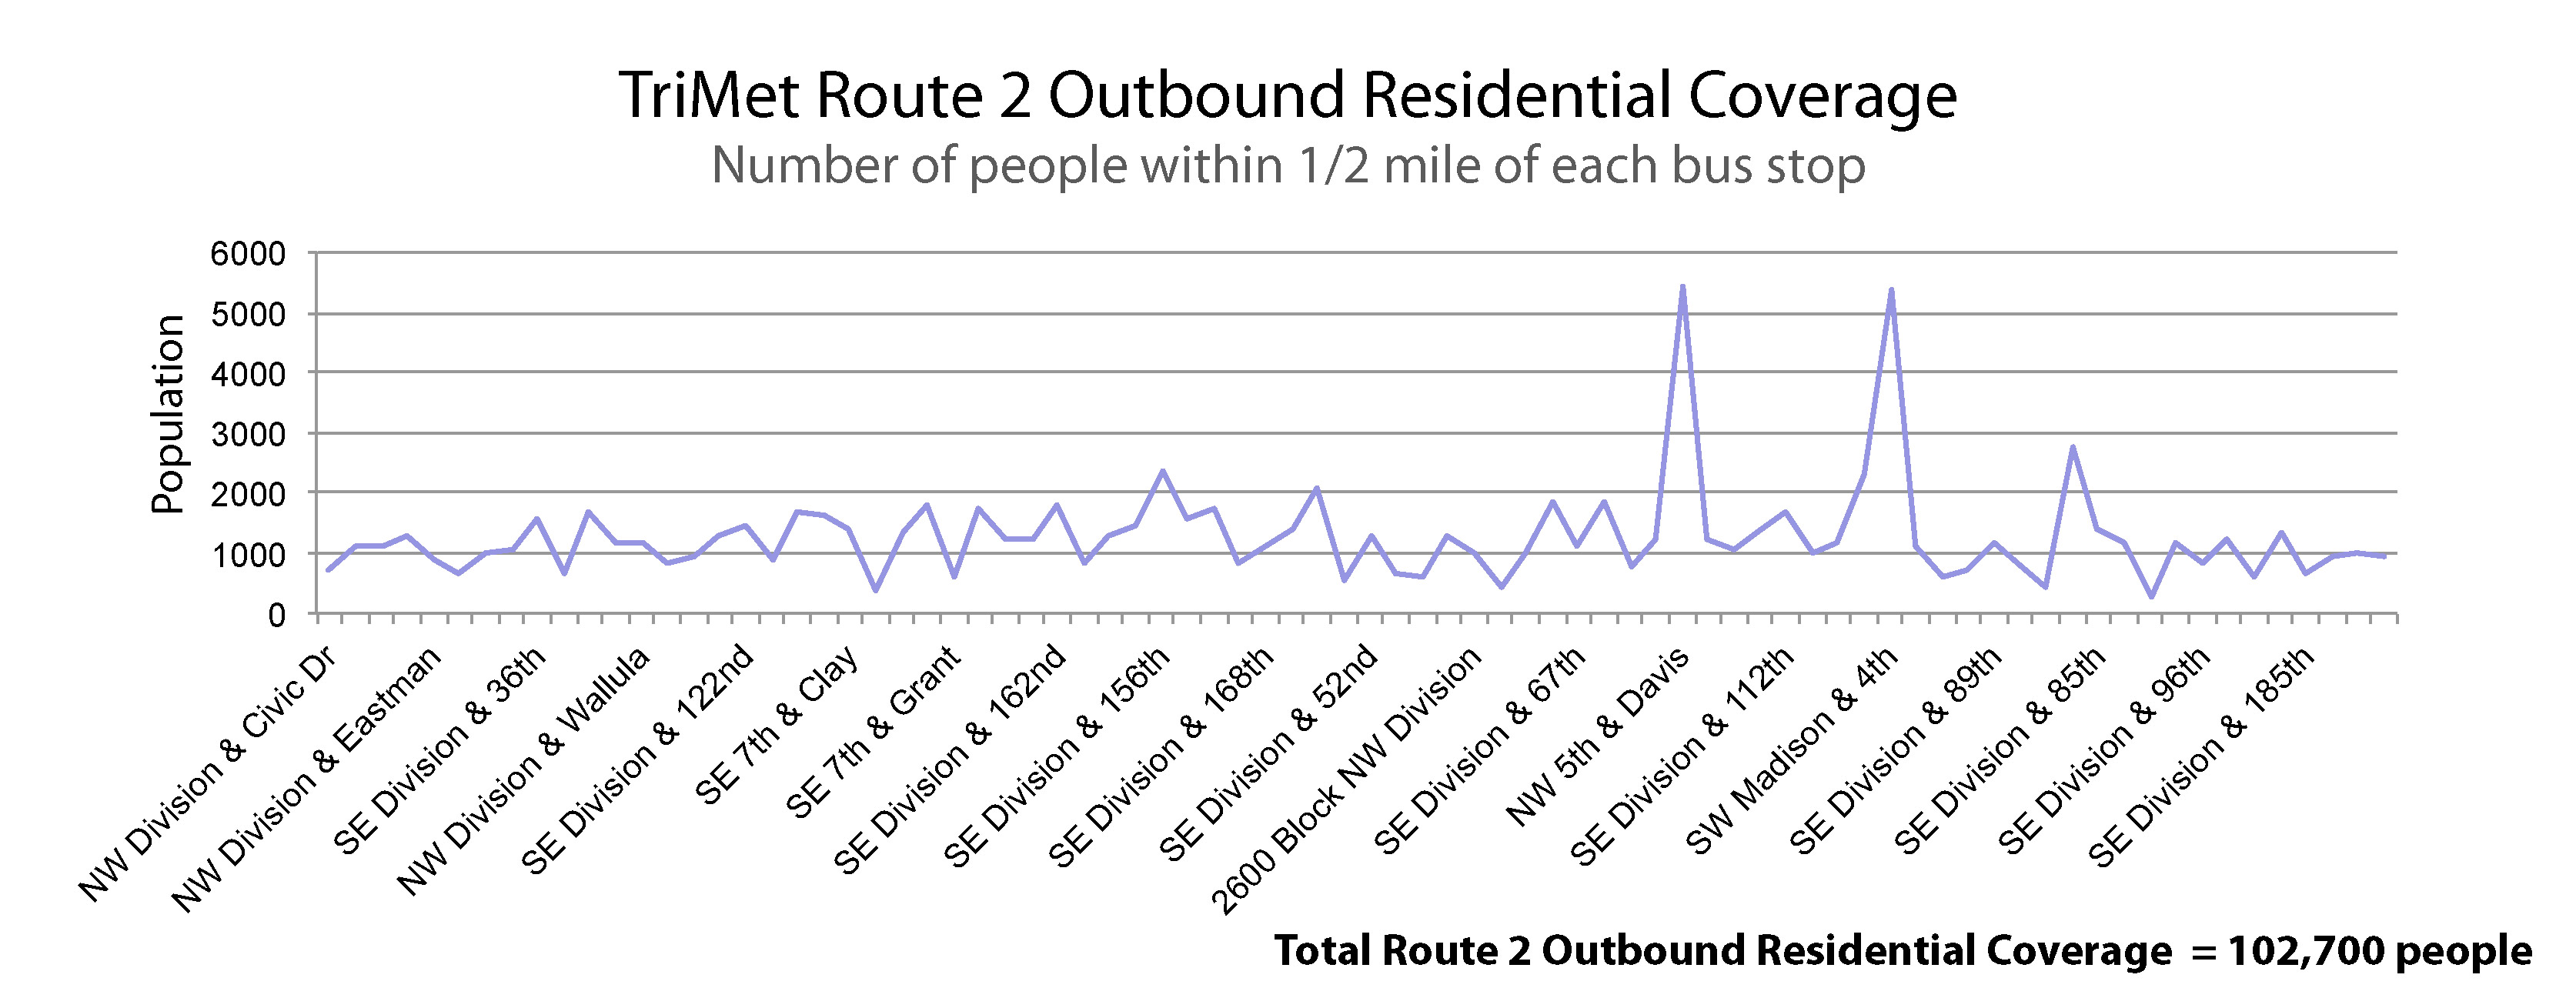 TriMet Route 2 Outbound Residential Coverage
Number of people within 1/2 mile of each bus stop
Population
6000
5000
4000
3000
2000
1000
0
NW Division & Civic Dr
NW Division & Eastman
SE Division & 36th
NW Division & Wallula
SE Division & 122nd
SE 7th & Clay
SE 7th & Grant
SE Division & 162nd
SE Division & 156th
SE Division & 168th
SE Division & 52nd
2600 Block NW Division
SE Division & 67th
NW 5th & Davis
SE Division & 112th
SW Madison & 4th
SE Division & 89th
SE Division & 85th
SE Division & 96th
SE Division & 185th
Total Route 2 Outbound Residential Coverage = 102,700 people